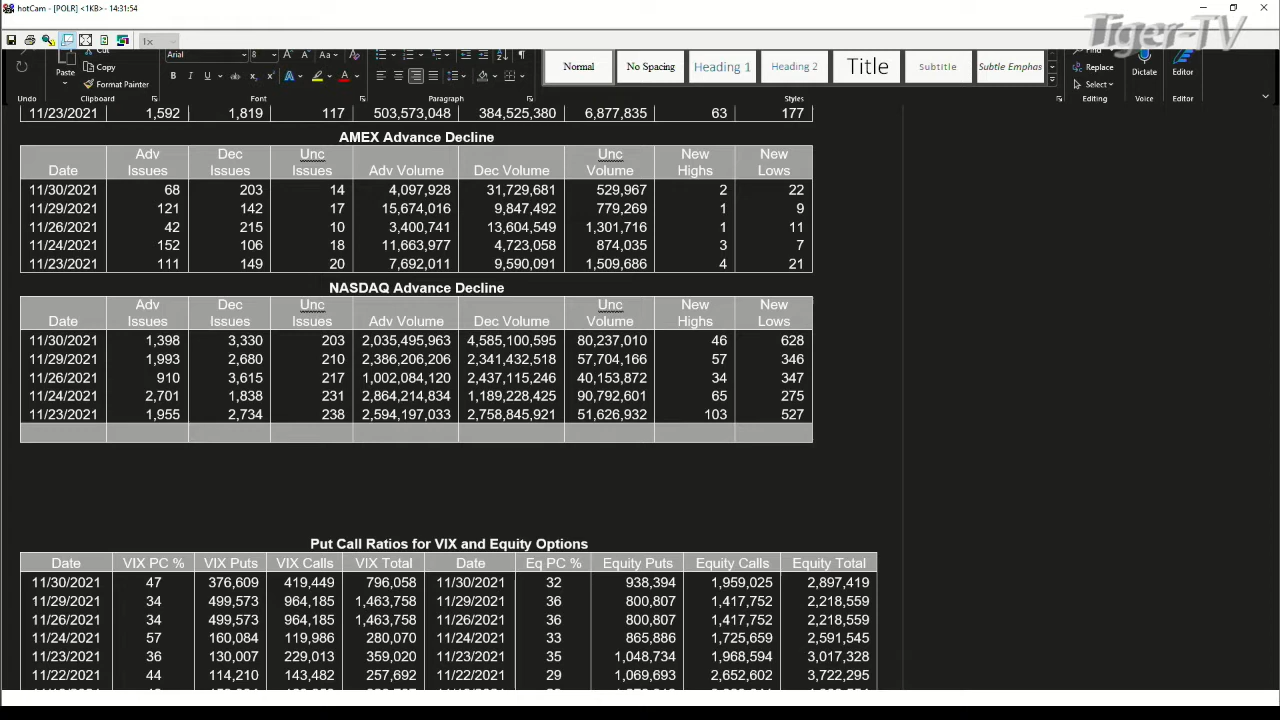 hotCam - [POLR] <1KB> - 14:31:54
Tiger-TV
1x
Cut
Arial 8 Aa
Find
Paste Copy B I U x x A A Normal No Spacing Heading 1 Heading 2 Title Subtitle Subtle Emphas Replace Dictate Editor
Format Painter Select
Undo Clipboard Font Paragraph Styles Editing Voice Editor
11/23/2021 1,592 1,819 117 503,573,048 384,525,380 6,877,835 63 177
AMEX Advance Decline
Adv Dec Unc Unc New New
Date Issues Issues Issues Adv Volume Dec Volume Volume Highs Lows
11/30/2021 68 203 14 4,097,928 31,729,681 529,967 2 22
11/29/2021 121 142 17 15,674,016 9,847,492 779,269 1 9
11/26/2021 42 215 10 3,400,741 13,604,549 1,301,716 1 11
11/24/2021 152 106 18 11,663,977 4,723,058 874,035 3 7
11/23/2021 111 149 20 7,692,011 9,590,091 1,509,686 4 21
NASDAQ Advance Decline
Adv Dec Unc Unc New New
Date Issues Issues Issues Adv Volume Dec Volume Volume Highs Lows
11/30/2021 1,398 3,330 203 2,035,495,963 4,585,100,595 80,237,010 46 628
11/29/2021 1,993 2,680 210 2,386,206,206 2,341,432,518 57,704,166 57 346
11/26/2021 910 3,615 217 1,002,084,120 2,437,115,246 40,153,872 34 347
11/24/2021 2,701 1,838 231 2,864,214,834 1,189,228,425 90,792,601 65 275
11/23/2021 1,955 2,734 238 2,594,197,033 2,758,845,921 51,626,932 103 527
Put Call Ratios for VIX and Equity Options
Date VIX PC % VIX Puts VIX Calls VIX Total Date Eq PC % Equity Puts Equity Calls Equity Total
11/30/2021 47 376,609 419,449 796,058 11/30/2021 32 938,394 1,959,025 2,897,419
11/29/2021 34 499,573 964,185 1,463,758 11/29/2021 36 800,807 1,417,752 2,218,559
11/26/2021 34 499,573 964,185 1,463,758 11/26/2021 36 800,807 1,417,752 2,218,559
11/24/2021 57 160,084 119,986 280,070 11/24/2021 33 865,886 1,725,659 2,591,545
11/23/2021 36 130,007 229,013 359,020 11/23/2021 35 1,048,734 1,968,594 3,017,328
11/22/2021 44 114,210 143,482 257,692 11/22/2021 29 1,069,693 2,652,602 3,722,295